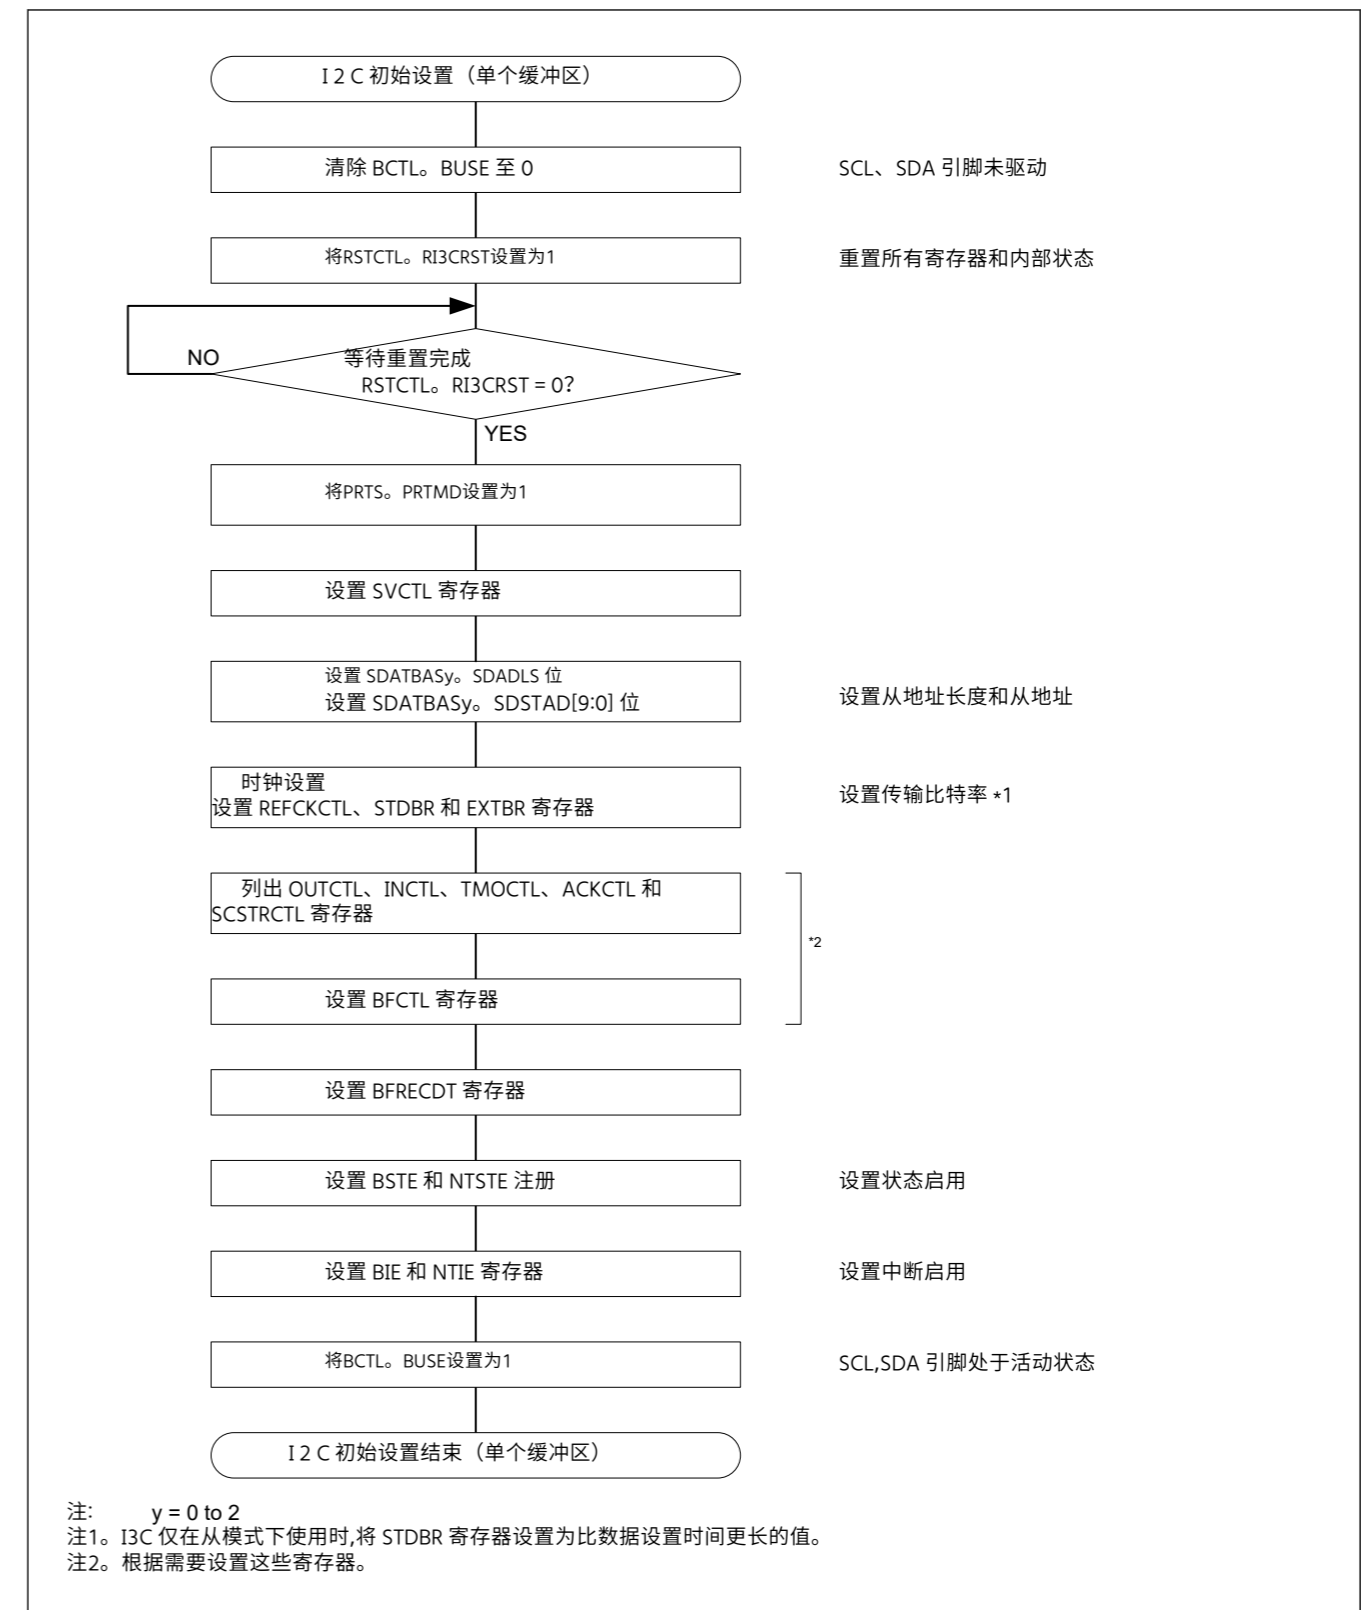 I 2 C 初始设置（单个缓冲区）
清除 BCTL。BUSE 至 0
SCL、SDA 引脚未驱动
将RSTCTL。RI3CRST设置为1
重置所有寄存器和内部状态
NO
等待重置完成
RSTCTL。RI3CRST = 0?
YES
将PRTS。PRTMD设置为1
设置 SVCTL 寄存器
设置 SDATBASy。SDADLS 位
设置 SDATBASy。SDSTAD[9:0] 位
设置从地址长度和从地址
时钟设置
设置 REFCKCTL、STDBR 和 EXTBR 寄存器
设置传输比特率 *1
列出 OUTCTL、INCTL、TMOCTL、ACKCTL 和
SCSTRCTL 寄存器
*2
设置 BFCTL 寄存器
设置 BFRECDT 寄存器
设置 BSTE 和 NTSTE 注册
设置状态启用
设置 BIE 和 NTIE 寄存器
设置中断启用
将BCTL。BUSE设置为1
SCL,SDA 引脚处于活动状态
I 2 C 初始设置结束（单个缓冲区）
注: y = 0 to 2
注1。I3C 仅在从模式下使用时,将 STDBR 寄存器设置为比数据设置时间更长的值。
注2。根据需要设置这些寄存器。